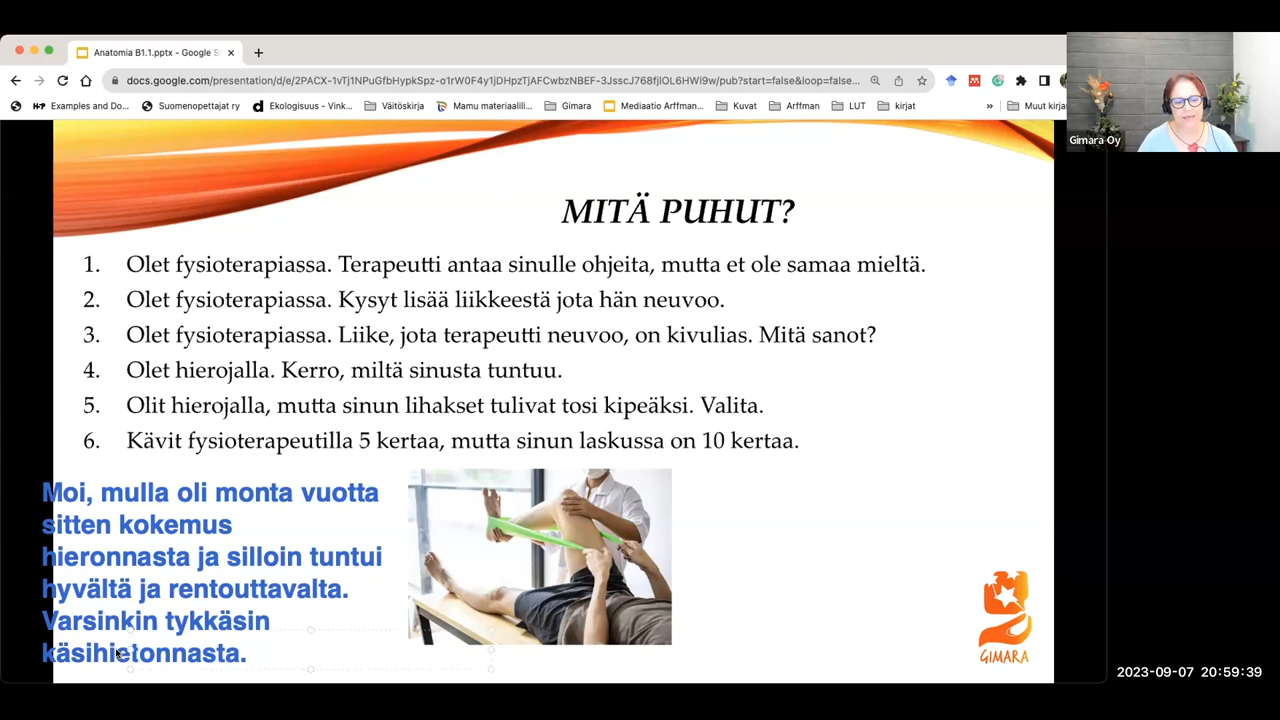 Anatomia B1.1.pptx - Google S
docs.google.com/presentation/d/e/2PACX-1vTj1NPuGfbHypkSpz-o1rW0F4y1jDHpzTjAFCwbzNBEF-3JsscJ768fjlOL6HWi9w/pub?start=false&loop=false...
Examples and Do... Suomenopettajat ry Ekologisuus - Vink... Väitöskirja Mamu materiaalili... Gimara Mediaatio Arffman... Kuvat Arffman LUT kirjat » Muut kirja
Gimara Oy
MITÄ PUHUT?
1. Olet fysioterapiassa. Terapeutti antaa sinulle ohjeita, mutta et ole samaa mieltä.
2. Olet fysioterapiassa. Kysyt lisää liikkeestä jota hän neuvoo.
3. Olet fysioterapiassa. Liike, jota terapeutti neuvoo, on kivulias. Mitä sanot?
4. Olet hierojalla. Kerro, miltä sinusta tuntuu.
5. Olit hierojalla, mutta sinun lihakset tulivat tosi kipeäksi. Valita.
6. Kävit fysioterapeutilla 5 kertaa, mutta sinun laskussa on 10 kertaa.
Moi, mulla oli monta vuotta
sitten kokemus
hieronnasta ja silloin tuntui
hyvältä ja rentouttavalta.
Varsinkin tykkäsin
GIMARA
2023-09-07 20:59:39